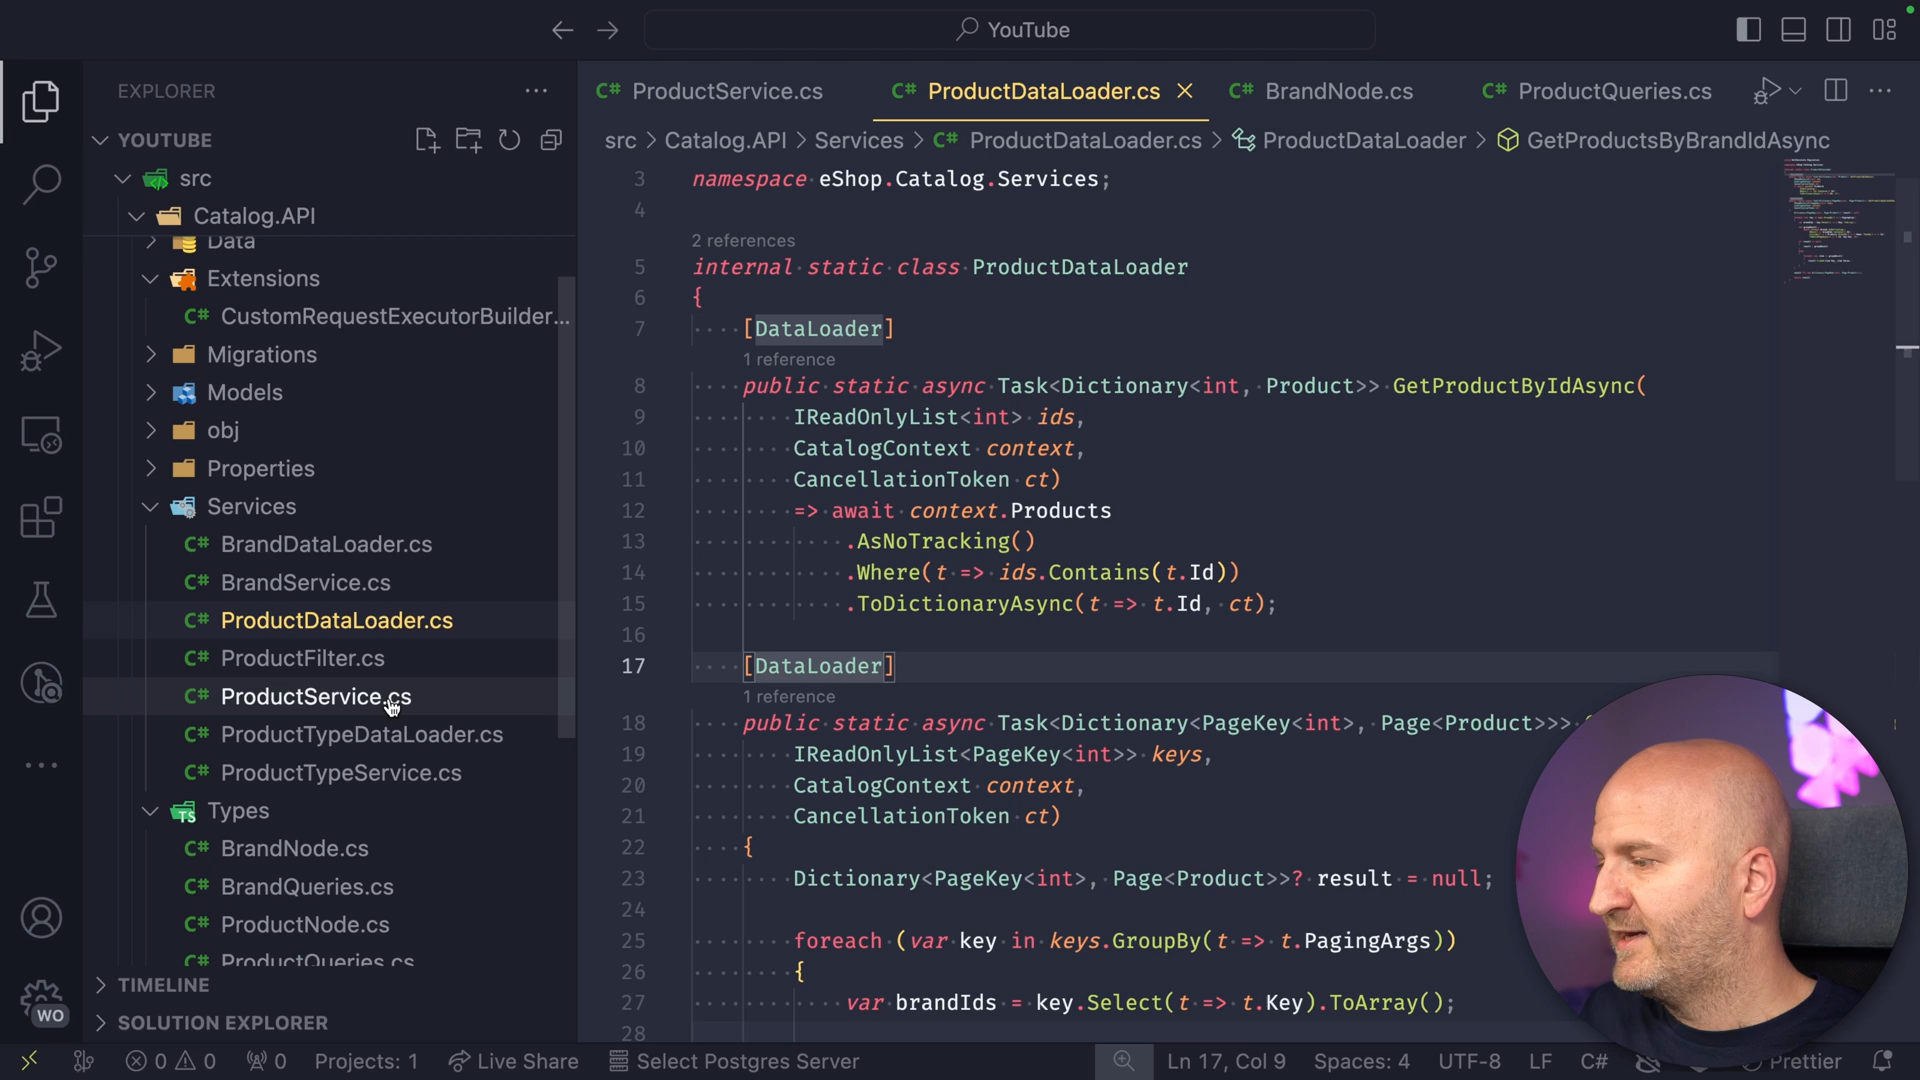 YouTube
EXPLORER
YOUTUBE
src
Catalog.API
Data
Extensions
C# CustomRequestExecutorBuilder...
Migrations
Models
obj
Properties
Services
C# BrandDataLoader.cs
C# BrandService.cs
C# ProductDataLoader.cs
C# ProductFilter.cs
C# ProductService.cs
C# ProductTypeDataLoader.cs
C# ProductTypeService.cs
TS Types
C# BrandNode.cs
C# BrandQueries.cs
C# ProductNode.cs
C# ProductQueries.cs
TIMELINE
SOLUTION EXPLORER
WO
C# ProductService.cs C# ProductDataLoader.cs C# BrandNode.cs C# ProductQueries.cs
src > Catalog.API > Services > C# ProductDataLoader.cs > ProductDataLoader > GetProductsByBrandIdAsync
3 namespace eShop.Catalog.Services;
4
2 references
5 internal static class ProductDataLoader
6 {
7 [DataLoader]
1 reference
8 public static async Task<Dictionary<int, Product>> GetProductByIdAsync(
9 IReadOnlyList<int> ids,
10 CatalogContext context,
11 CancellationToken ct)
12 => await context.Products
13 .AsNoTracking()
14 .Where(t => ids.Contains(t.Id))
15 .ToDictionaryAsync(t => t.Id, ct);
16
17 [DataLoader]
1 reference
18 public static async Task<Dictionary<PageKey<int>, Page<Product>>>
19 IReadOnlyList<PageKey<int>> keys,
20 CatalogContext context,
21 CancellationToken ct)
22 {
23 Dictionary<PageKey<int>, Page<Product>>? result = null;
24
25 foreach (var key in keys.GroupBy(t => t.PagingArgs))
26 {
27 var brandIds = key.Select(t => t.Key).ToArray();
28
0 0 0 Projects: 1 Live Share Select Postgres Server Ln 17, Col 9 Spaces: 4 UTF-8 LF C# Prettier